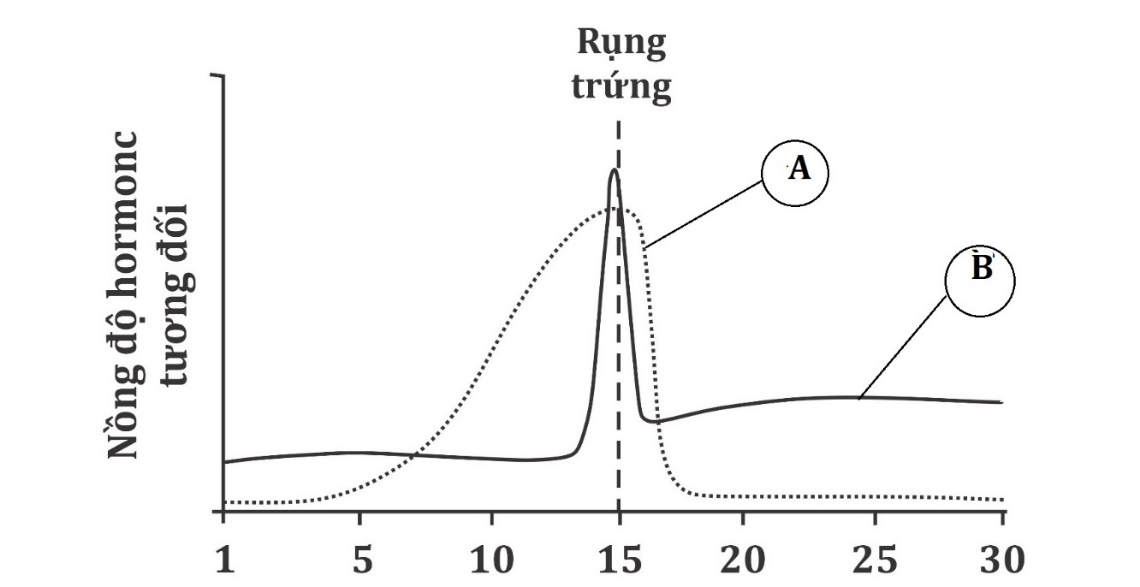 Rụng
trứng
A
B
Nồng độ hormonc
tương đối
1 5 10 15 20 25 30